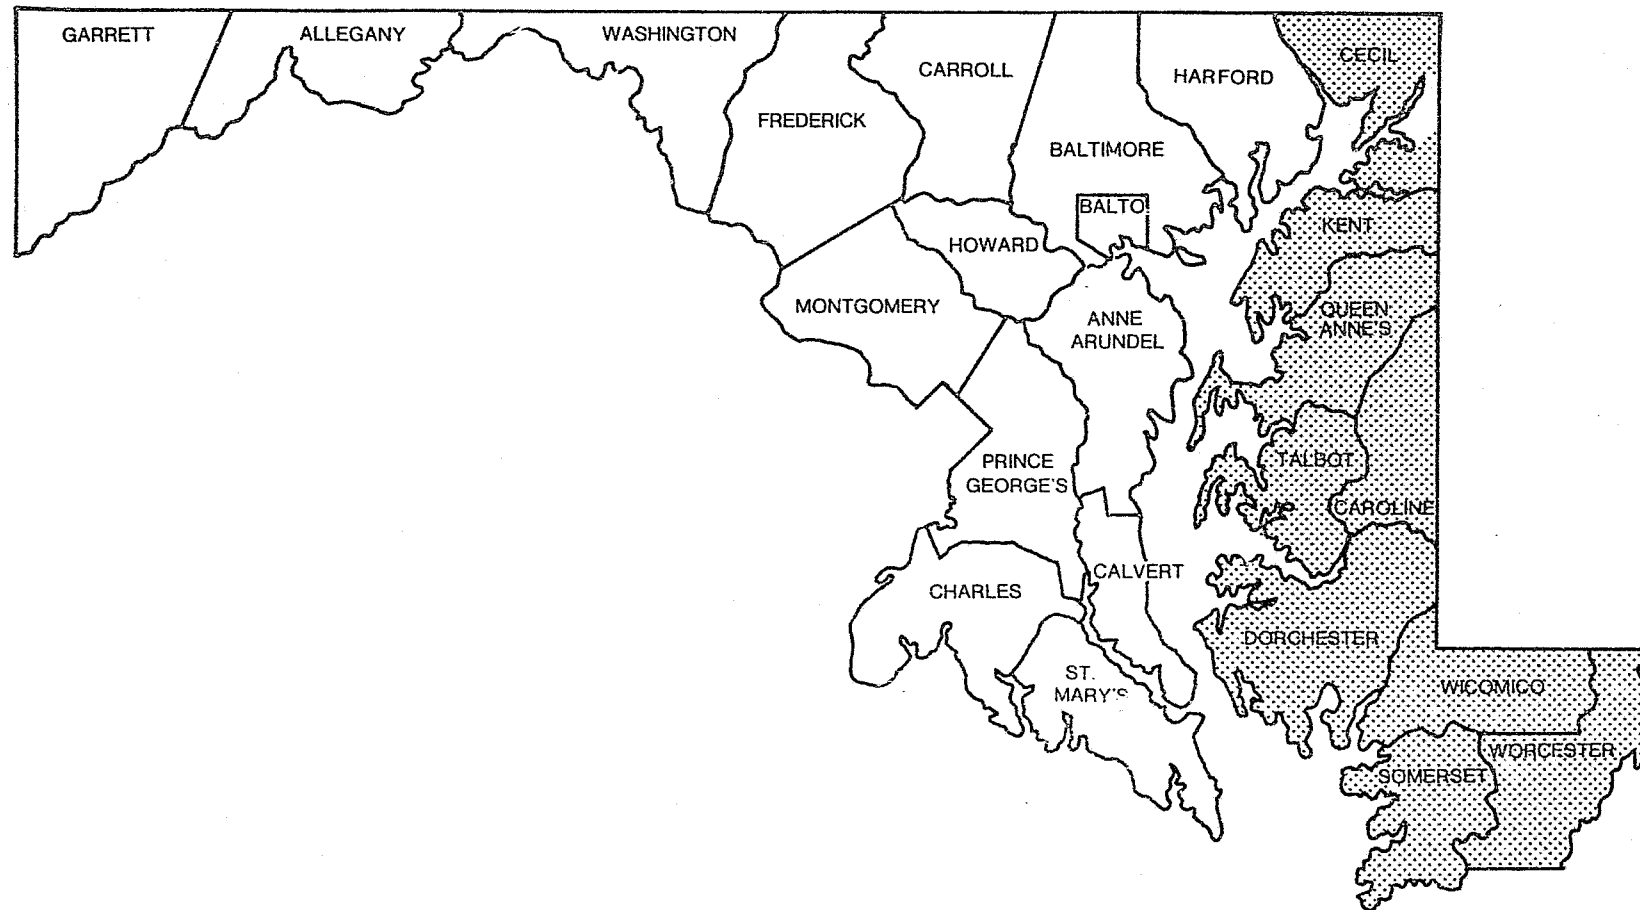 GARRETT
ALLEGANY
WASHINGTON
FREDERICK
CARROLL
BALTIMORE
HARFORD
CECIL
BALTO
HOWARD
KENT
MONTGOMERY
ANNE
ARUNDEL
QUEEN
ANNE'S
PRINCE
GEORGE'S
TALBOT
CAROLINE
CHARLES
CALVERT
DORCHESTER
ST.
MARY'S
WICOMICO
WORCESTER
SOMERSET